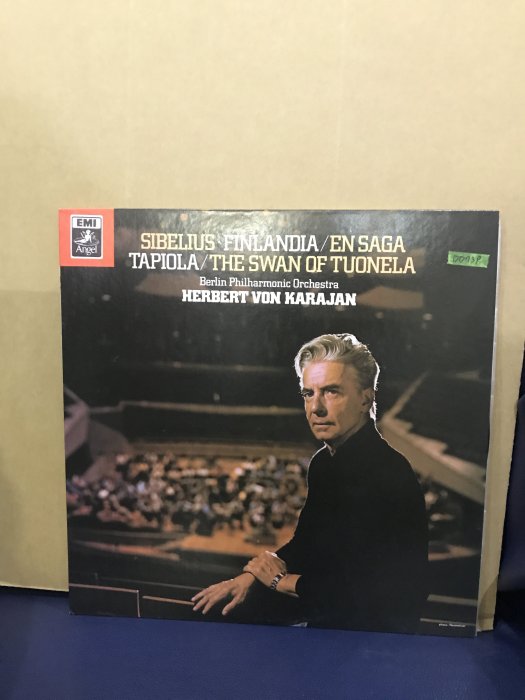 EMI
Angel
SIBELIUS FINLANDIA/EN SAGA
TAPIOLA/THE SWAN OF TUONELA
Berlin Philharmonic Orchestra
HERBERT VON KARAJAN